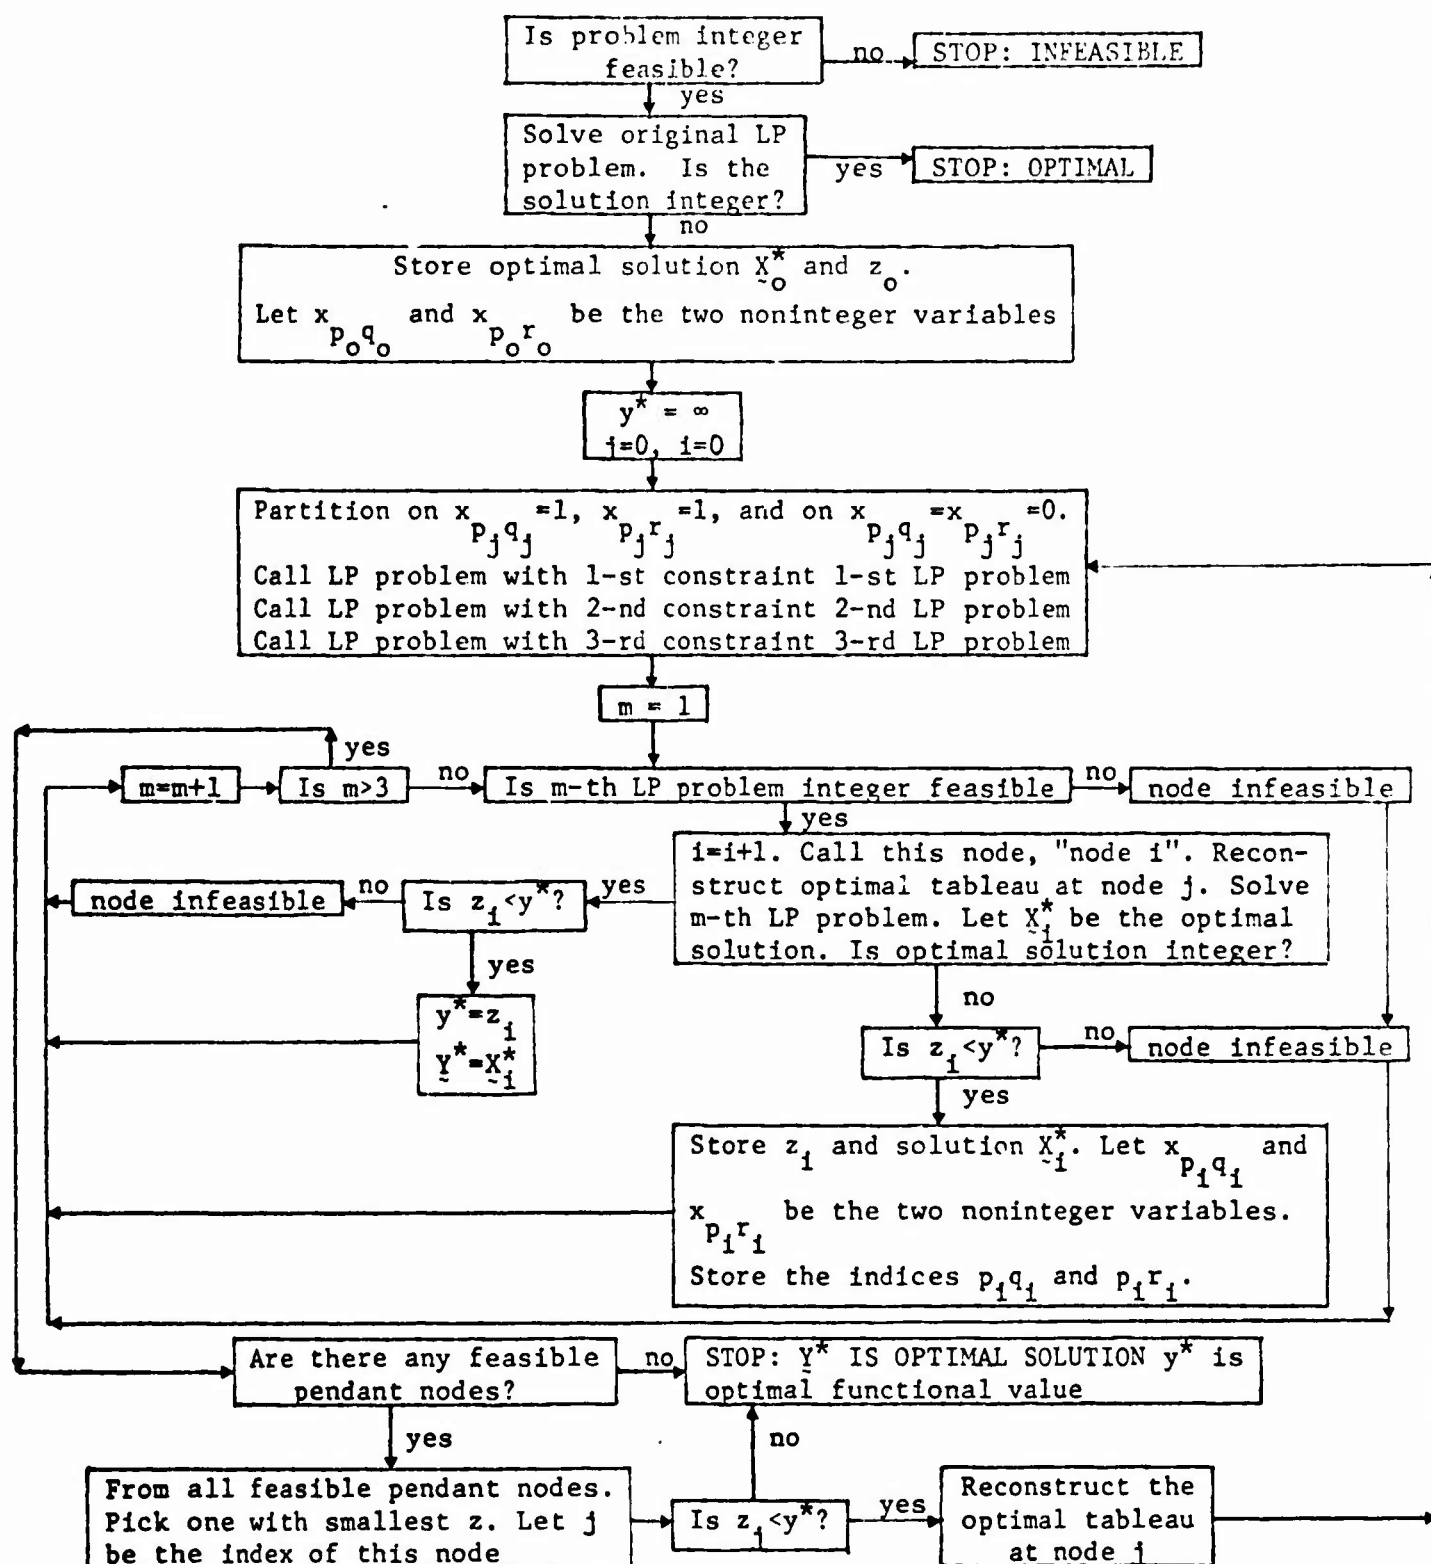 Is problem integer
feasible?
no
STOP: INFEASIBLE
yes
Solve original LP
problem. Is the
solution integer?
yes
STOP: OPTIMAL
no
Store optimal solution X*o and zo.
Let x poqo and x poro be the two noninteger variables
y* = ∞
j=0, i=0
Partition on x pjqj =1, x pjrj =1, and on x pjqj =x pjrj =0.
Call LP problem with 1-st constraint 1-st LP problem
Call LP problem with 2-nd constraint 2-nd LP problem
Call LP problem with 3-rd constraint 3-rd LP problem
m = 1
yes
m=m+1
Is m>3
no
Is m-th LP problem integer feasible
no
node infeasible
yes
i=i+1. Call this node, "node i". Recon-
struct optimal tableau at node j. Solve
m-th LP problem. Let X*i be the optimal
solution. Is optimal solution integer?
yes
Is zi<y*?
no
node infeasible
yes
y*=zi
Y*=X*i
no
Is zi<y*?
no
node infeasible
yes
Store zi and solution X*i. Let x piqi and
x piri be the two noninteger variables.
Store the indices piqi and piri.
Are there any feasible
pendant nodes?
no
STOP: Y* IS OPTIMAL SOLUTION y* is
optimal functional value
yes
no
From all feasible pendant nodes.
Pick one with smallest z. Let j
be the index of this node
Is zj<y*?
yes
Reconstruct the
optimal tableau
at node j